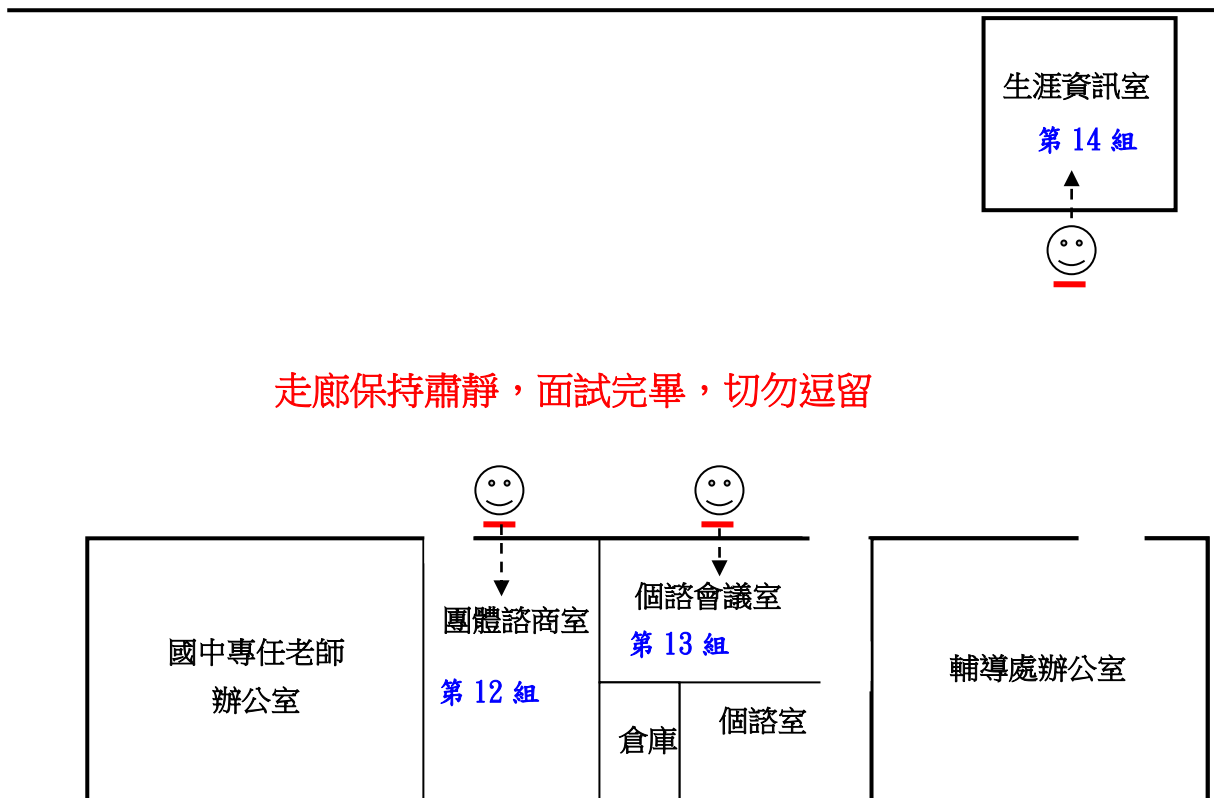 生涯資訊室
第 14 組
走廊保持肅靜，面試完畢，切勿逗留
國中專任老師
辦公室
團體諮商室
第 12 組
個諮會議室
第 13 組
倉庫
個諮室
輔導處辦公室